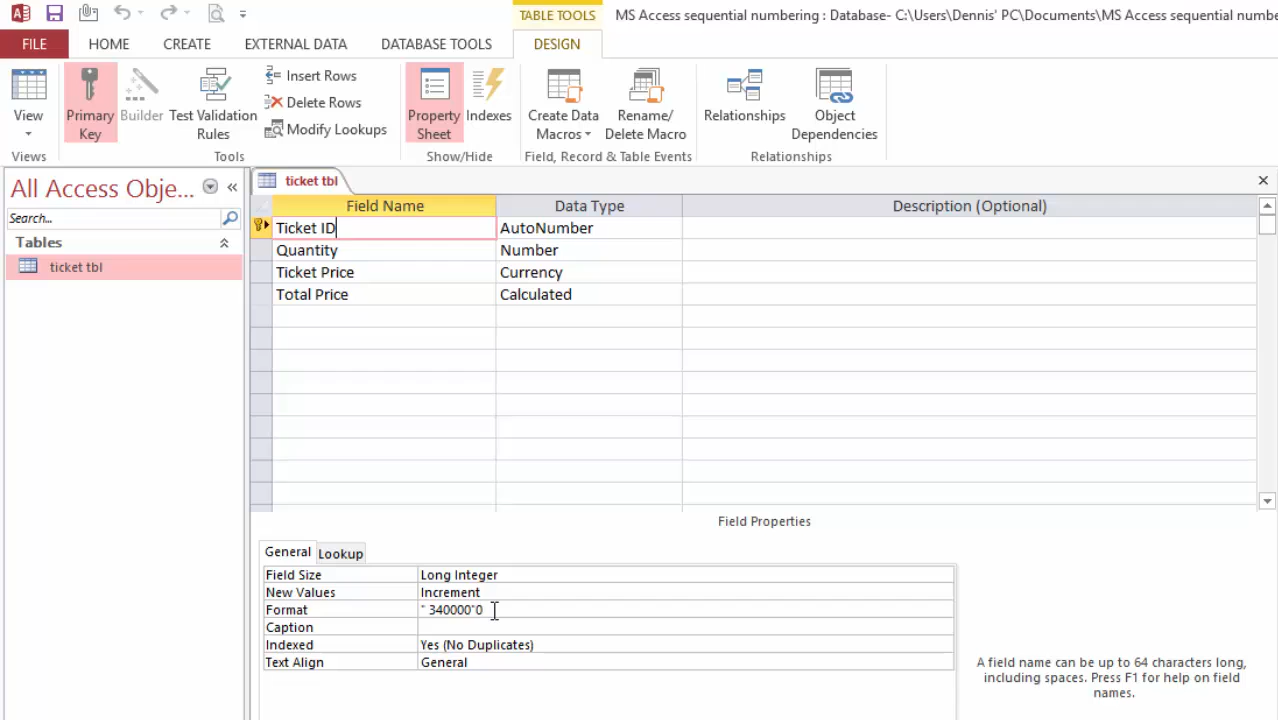 TABLE TOOLS
MS Access sequential numbering : Database- C:\Users\Dennis' PC\Documents\MS Access sequential numbe
FILE HOME CREATE EXTERNAL DATA DATABASE TOOLS DESIGN
View
Primary Key
Builder
Test Validation Rules
Insert Rows
Delete Rows
Modify Lookups
Property Sheet
Indexes
Create Data Macros
Rename/ Delete Macro
Relationships
Object Dependencies
Views Tools Show/Hide Field, Record & Table Events Relationships
All Access Obje...
Search...
Tables
ticket tbl
ticket tbl
Field Name Data Type Description (Optional)
Ticket ID AutoNumber
Quantity Number
Ticket Price Currency
Total Price Calculated
Field Properties
General Lookup
Field Size Long Integer
New Values Increment
Format " 340000"0
Caption
Indexed Yes (No Duplicates)
Text Align General
A field name can be up to 64 characters long,
including spaces. Press F1 for help on field
names.